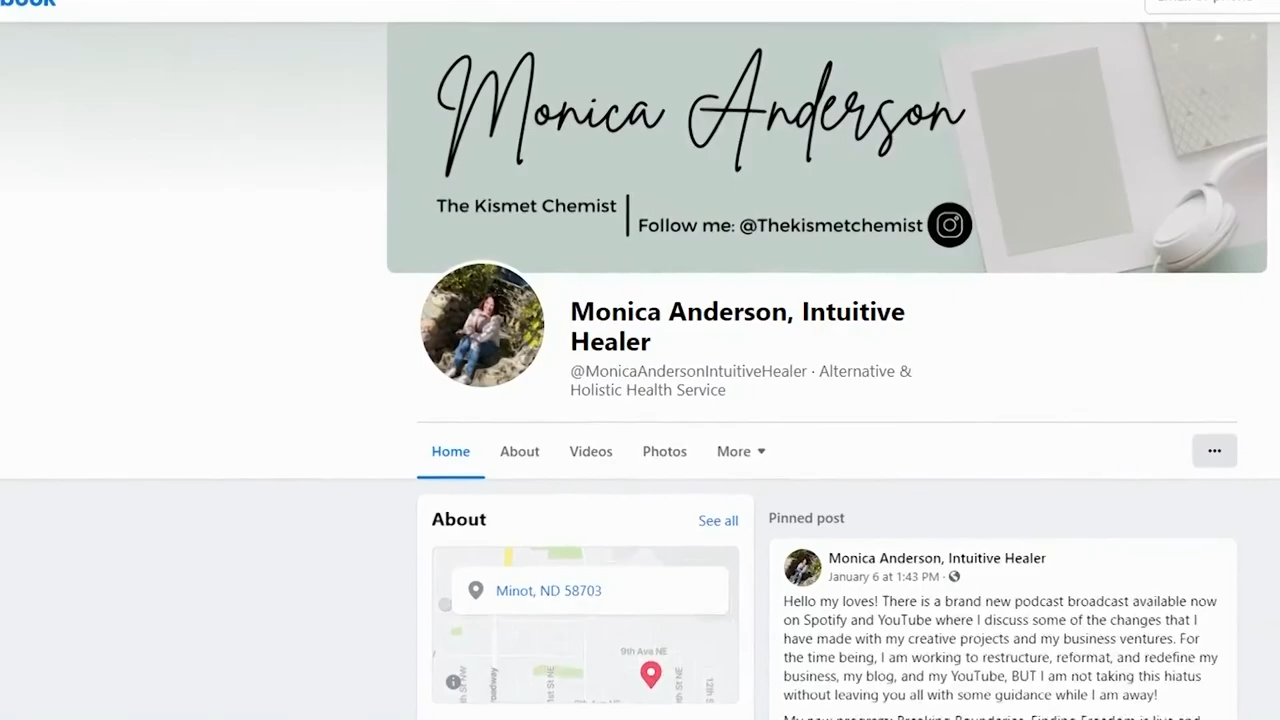 Monica Anderson
The Kismet Chemist
Follow me: @Thekismetchemist
Monica Anderson, Intuitive
Healer
@MonicaAndersonIntuitiveHealer · Alternative &
Holistic Health Service
Home About Videos Photos More
About
See all
Minot, ND 58703
9th Ave NE
Pinned post
Monica Anderson, Intuitive Healer
January 6 at 1:43 PM ·
Hello my loves! There is a brand new podcast broadcast available now
on Spotify and YouTube where I discuss some of the changes that I
have made with my creative projects and my business ventures. For
the time being, I am working to restructure, reformat, and redefine my
business, my blog, and my YouTube, BUT I am not taking this hiatus
without leaving you all with some guidance while I am away!